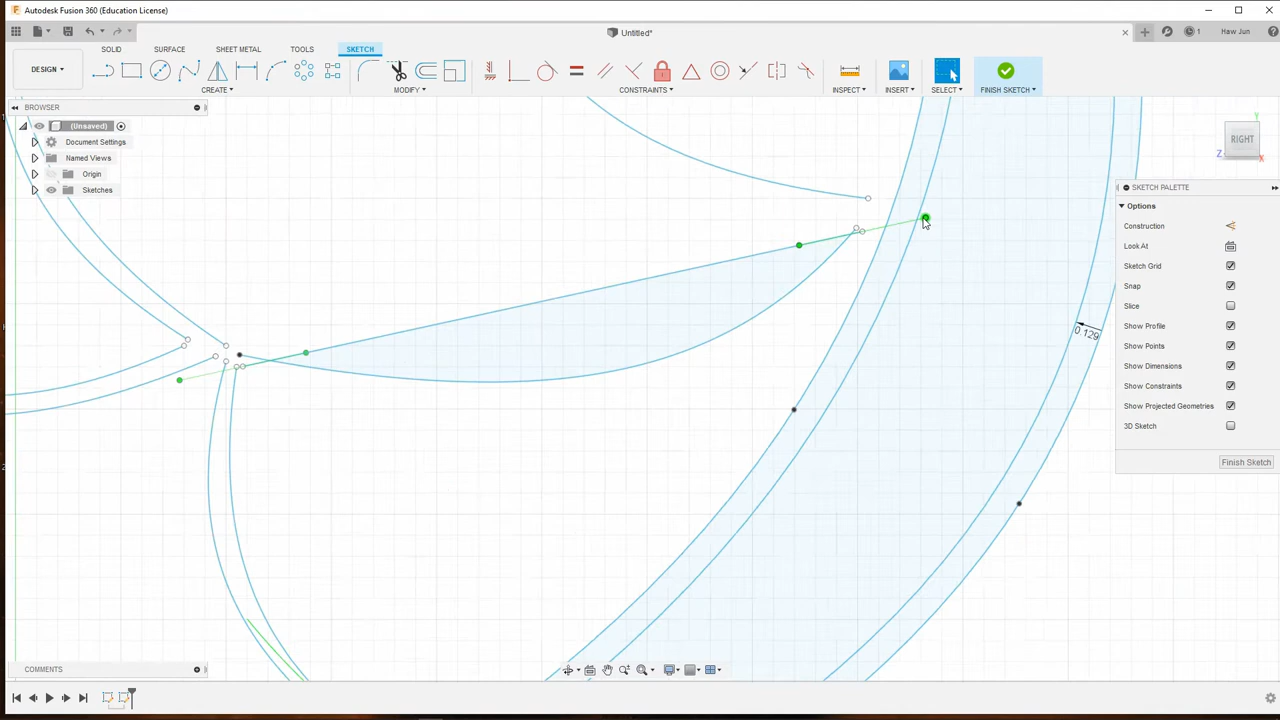 Autodesk Fusion 360 (Education License)
Untitled*
1
Haw Jun
DESIGN
SOLID SURFACE SHEET METAL TOOLS SKETCH
CREATE MODIFY CONSTRAINTS INSPECT INSERT SELECT FINISH SKETCH
BROWSER
(Unsaved)
Document Settings
Named Views
Origin
Sketches
RIGHT
Y
Z
X
SKETCH PALETTE
Options
Construction
Look At
Sketch Grid
Snap
Slice
Show Profile
Show Points
Show Dimensions
Show Constraints
Show Projected Geometries
3D Sketch
Finish Sketch
0.129
COMMENTS